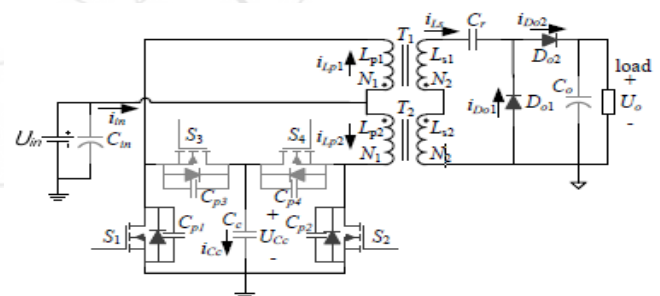 iLs Cr iDo2
T1
Lp1 Ls1
iLp1
N1 N2
Do2
load
Co
+
Uo
-
iDo1 Do1
iin
T2
Uin
+
Cin
S3 S4
iLp2 Lp2 Ls2
N1 N2
Cp3 Cp4
S1 Cp1 Cc
+
UCc
-
iCc
Cp2 S2